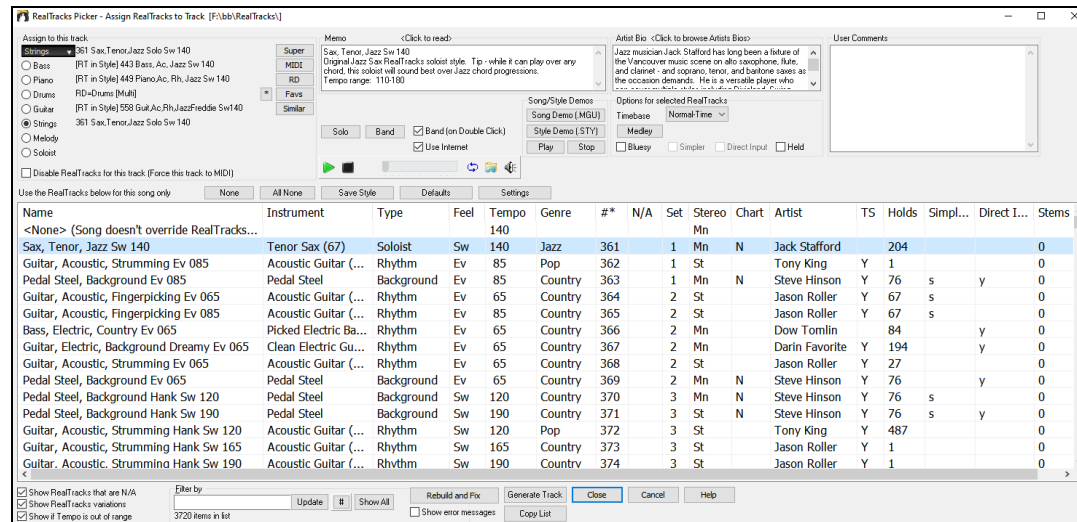 RealTracks Picker - Assign RealTracks to Track [F:\bb\RealTracks\]
Assign to this track
Strings 361 Sax,Tenor,Jazz Solo Sw 140 Super
Bass [RT in Style] 443 Bass, Ac, Jazz Sw 140 MIDI
Piano [RT in Style] 449 Piano,Ac, Rh, Jazz Sw 140 RD
Drums RD=Drums [Multi] * Favs
Guitar [RT in Style] 558 Guit,Ac,Rh,JazzFreddie Sw140 Similar
Strings 361 Sax,Tenor,Jazz Solo Sw 140
Melody
Soloist
Disable RealTracks for this track (Force this track to MIDI)
Memo <Click to read>
Sax, Tenor, Jazz Sw 140
Original Jazz Sax RealTracks soloist style. Tip - while it can play over any
chord, this soloist will sound best over Jazz chord progressions.
Tempo range: 110-180
Solo Band Band (on Double Click)
Use Internet
Song/Style Demos
Song Demo (.MGU)
Style Demo (.STY)
Play Stop
Artist Bio <Click to browse Artists Bios>
Jazz musician Jack Stafford has long been a fixture of
the Vancouver music scene on alto saxophone, flute,
and clarinet - and soprano, tenor, and baritone saxes as
the occasion demands. He is a versatile player who
Options for selected RealTracks
Timebase Normal-Time
Medley
Bluesy Simpler Direct Input Held
User Comments
Use the RealTracks below for this song only None All None Save Style Defaults Settings
Name Instrument Type Feel Tempo Genre #* N/A Set Stereo Chart Artist TS Holds Simpl... Direct I... Stems
<None> (Song doesn't override RealTracks... 140 Mn
Sax, Tenor, Jazz Sw 140 Tenor Sax (67) Soloist Sw 140 Jazz 361 1 Mn N Jack Stafford 204 0
Guitar, Acoustic, Strumming Ev 085 Acoustic Guitar (... Rhythm Ev 85 Pop 362 1 St Tony King Y 1 0
Pedal Steel, Background Ev 085 Pedal Steel Background Ev 85 Country 363 1 Mn N Steve Hinson Y 76 s y 0
Guitar, Acoustic, Fingerpicking Ev 065 Acoustic Guitar (... Rhythm Ev 65 Country 364 2 St Jason Roller Y 67 s 0
Guitar, Acoustic, Fingerpicking Ev 085 Acoustic Guitar (... Rhythm Ev 85 Country 365 2 St Jason Roller Y 67 s 0
Bass, Electric, Country Ev 065 Picked Electric Ba... Rhythm Ev 65 Country 366 2 Mn Dow Tomlin 84 y 0
Guitar, Electric, Background Dreamy Ev 065 Clean Electric Gu... Rhythm Ev 65 Country 367 2 Mn Darin Favorite Y 194 y 0
Guitar, Acoustic, Strumming Ev 065 Acoustic Guitar (... Rhythm Ev 65 Country 368 2 St Jason Roller Y 27 0
Pedal Steel, Background Ev 065 Pedal Steel Background Ev 65 Country 369 2 Mn N Steve Hinson Y 76 y 0
Pedal Steel, Background Hank Sw 120 Pedal Steel Background Sw 120 Country 370 3 Mn N Steve Hinson Y 76 s 0
Pedal Steel, Background Hank Sw 190 Pedal Steel Background Sw 190 Country 371 3 St N Steve Hinson Y 76 s y 0
Guitar, Acoustic, Strumming Hank Sw 120 Acoustic Guitar (... Rhythm Sw 120 Pop 372 3 St Tony King Y 487 0
Guitar, Acoustic, Strumming Hank Sw 165 Acoustic Guitar (... Rhythm Sw 165 Country 373 3 St Jason Roller Y 1 0
Guitar, Acoustic, Strumming Hank Sw 190 Acoustic Guitar (... Rhythm Sw 190 Country 374 3 St Jason Roller Y 1 0
Show RealTracks that are N/A
Show RealTracks variations
Show if Tempo is out of range
Filter by
Update # Show All
3720 items in list
Rebuild and Fix Generate Track Close Cancel Help
Show error messages Copy List